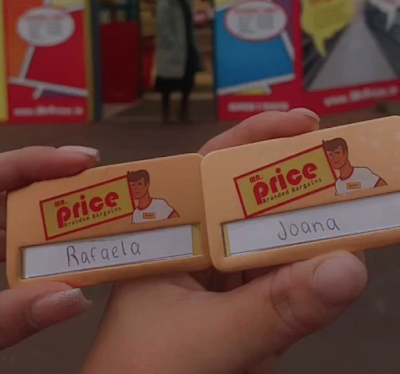 MR.
price
Branded Bargains
Rafaela
MR.
price
Branded Bargains
Joana